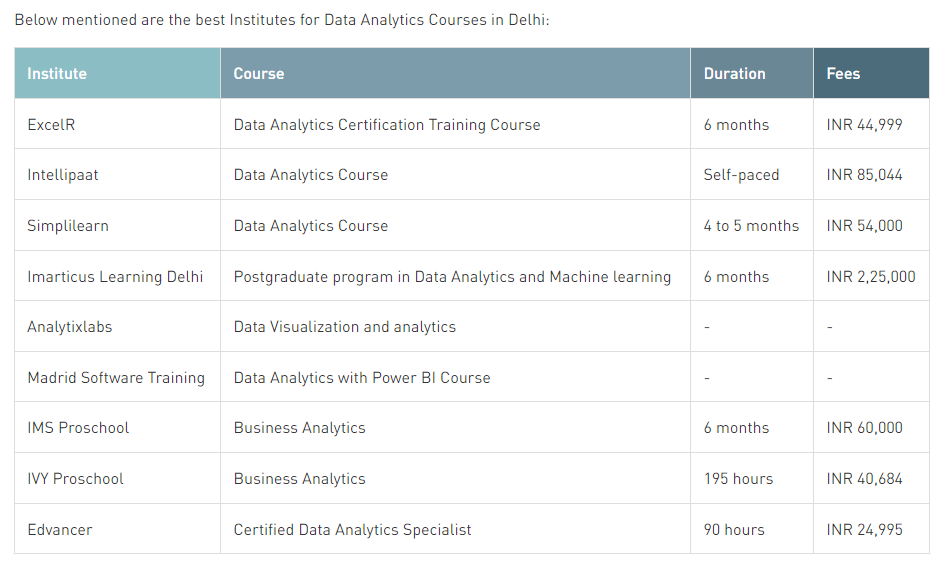 Below mentioned are the best Institutes for Data Analytics Courses in Delhi:
Institute Course Duration Fees
ExcelR Data Analytics Certification Training Course 6 months INR 44,999
Intellipaat Data Analytics Course Self-paced INR 85,044
Simplilearn Data Analytics Course 4 to 5 months INR 54,000
Imarticus Learning Delhi Postgraduate program in Data Analytics and Machine learning 6 months INR 2,25,000
Analytixlabs Data Visualization and analytics - -
Madrid Software Training Data Analytics with Power BI Course - -
IMS Proschool Business Analytics 6 months INR 60,000
IVY Proschool Business Analytics 195 hours INR 40,684
Edvancer Certified Data Analytics Specialist 90 hours INR 24,995